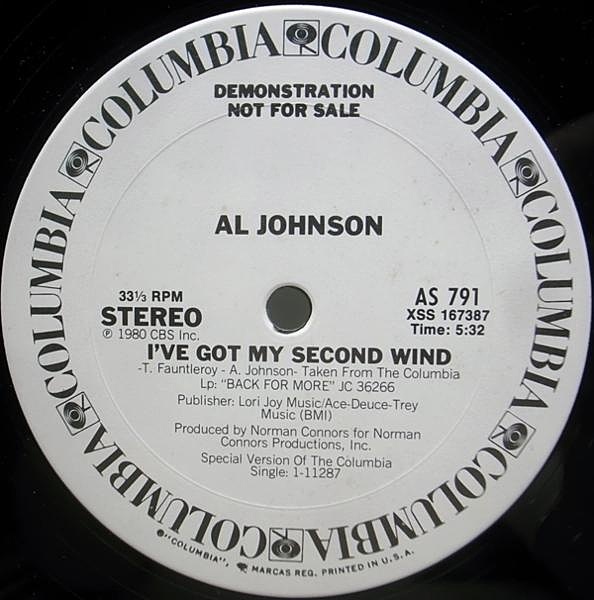 COLUMBIA COLUMBIA COLUMBIA COLUMBIA COLUMBIA COLUMBIA COLUMBIA
DEMONSTRATION
NOT FOR SALE
AL JOHNSON
33⅓ RPM
STEREO
℗ 1980 CBS Inc.
AS 791
XSS 167387
Time: 5:32
I'VE GOT MY SECOND WIND
-T. Fauntleroy - A. Johnson- Taken From The Columbia
Lp: "BACK FOR MORE" JC 36266
Publisher: Lori Joy Music/Ace-Deuce-Trey
Music (BMI)
Produced by Norman Connors for Norman
Connors Productions, Inc.
Special Version Of The Columbia
Single: 1-11287
"COLUMBIA", MARCAS REG. PRINTED IN U.S.A.